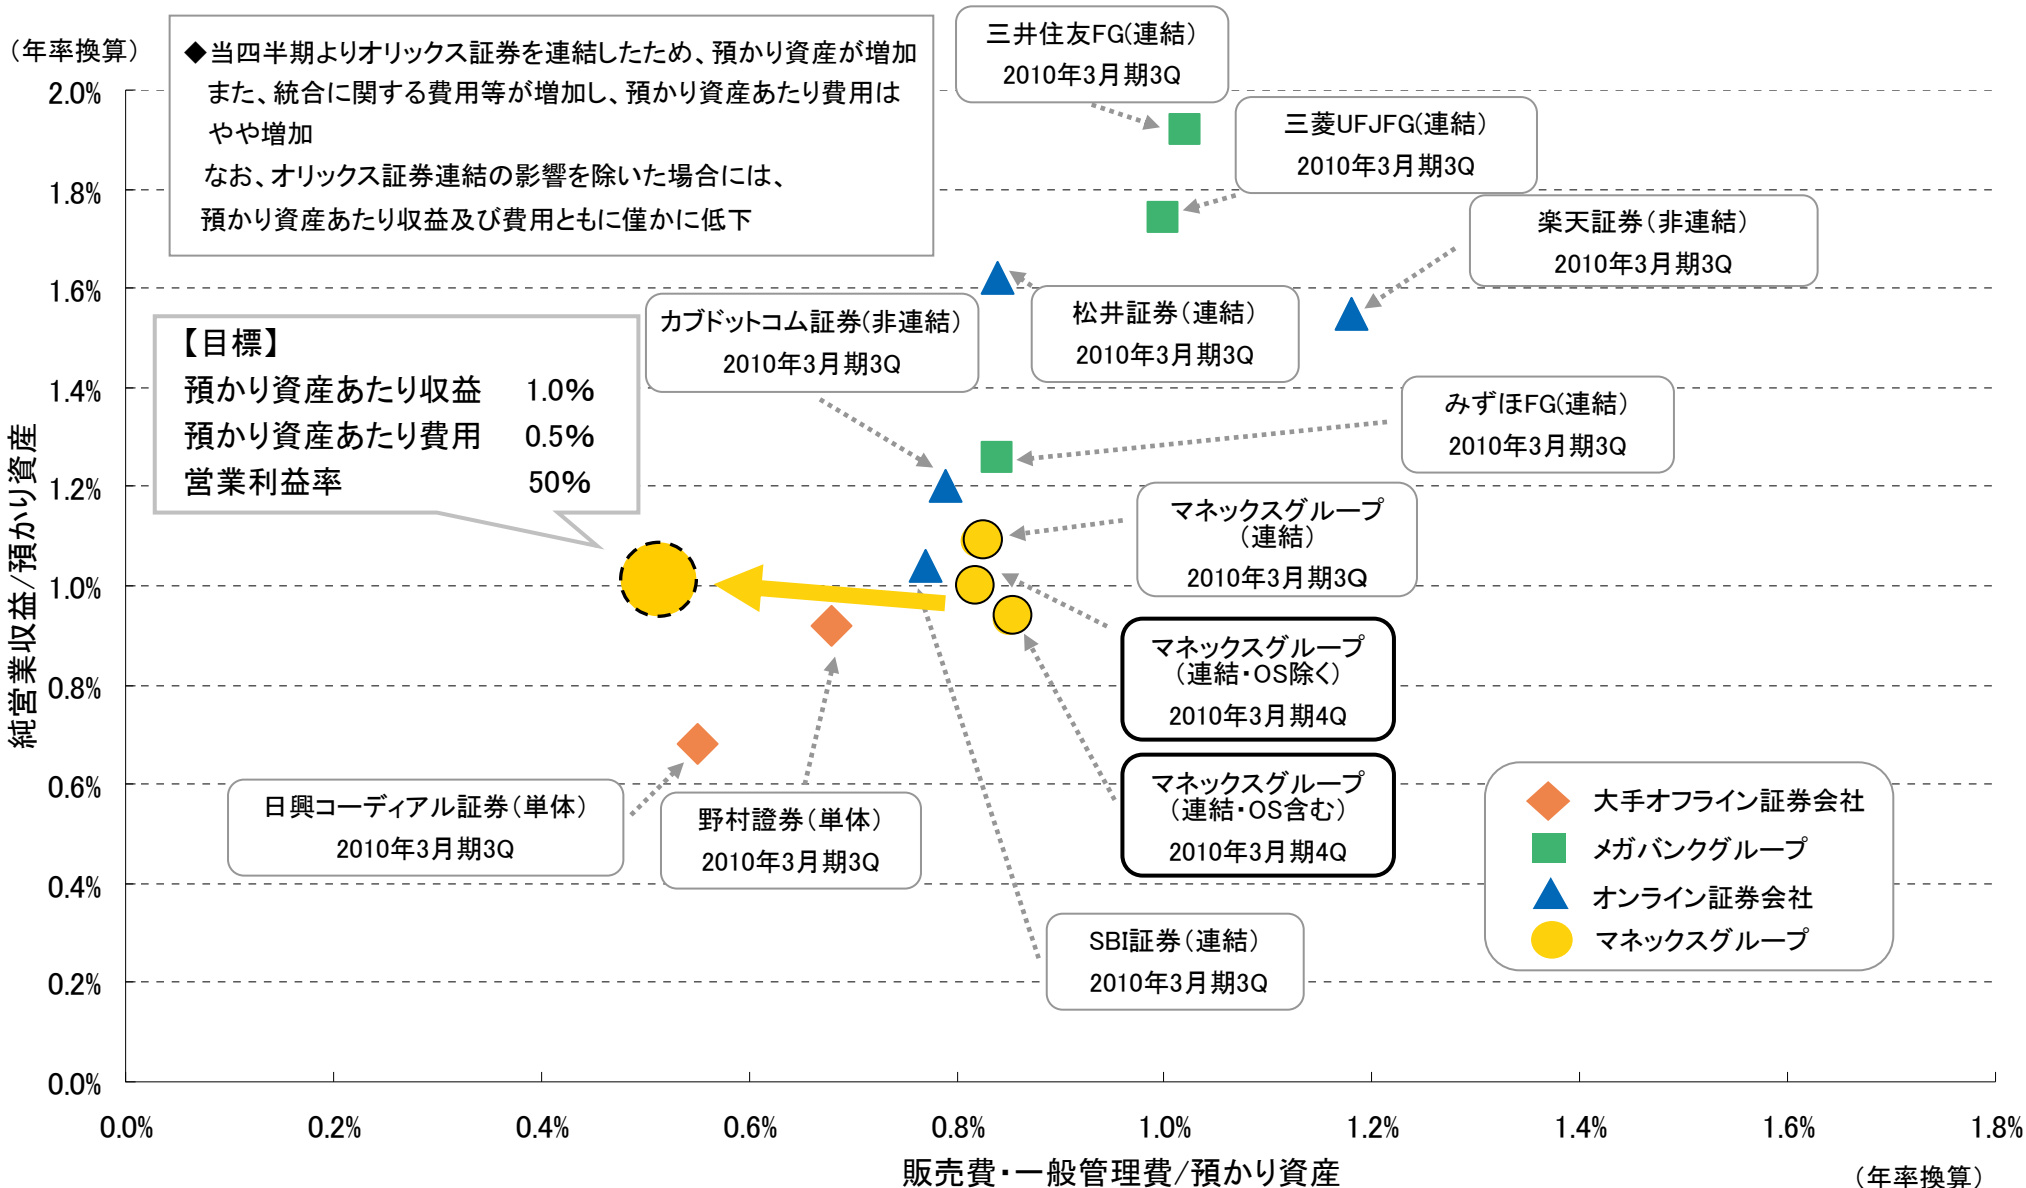 （年率換算）
◆当四半期よりオリックス証券を連結したため、預かり資産が増加
また、統合に関する費用等が増加し、預かり資産あたり費用は
やや増加
なお、オリックス証券連結の影響を除いた場合には、
預かり資産あたり収益及び費用ともに僅かに低下
三井住友FG(連結)
2010年3月期3Q
三菱UFJFG(連結)
2010年3月期3Q
楽天証券(非連結)
2010年3月期3Q
松井証券(連結)
2010年3月期3Q
カブドットコム証券(非連結)
2010年3月期3Q
【目標】
預かり資産あたり収益 1.0%
預かり資産あたり費用 0.5%
営業利益率 50%
みずほFG(連結)
2010年3月期3Q
マネックスグループ
(連結)
2010年3月期3Q
マネックスグループ
(連結・OS除く)
2010年3月期4Q
マネックスグループ
(連結・OS含む)
2010年3月期4Q
日興コーディアル証券(単体)
2010年3月期3Q
野村證券(単体)
2010年3月期3Q
SBI証券(連結)
2010年3月期3Q
大手オフライン証券会社
メガバンクグループ
オンライン証券会社
マネックスグループ
純営業収益/預かり資産
2.0%
1.8%
1.6%
1.4%
1.2%
1.0%
0.8%
0.6%
0.4%
0.2%
0.0%
0.0% 0.2% 0.4% 0.6% 0.8% 1.0% 1.2% 1.4% 1.6% 1.8%
販売費・一般管理費/預かり資産
（年率換算）